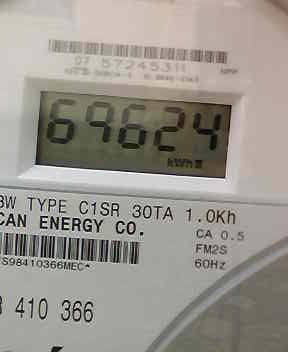 07 57245311
69624
kWh
3W TYPE C1SR 30TA 1.0Kh
CAN ENERGY CO.
CA 0.5
FM2S
60Hz
S98410366MEC
410 366